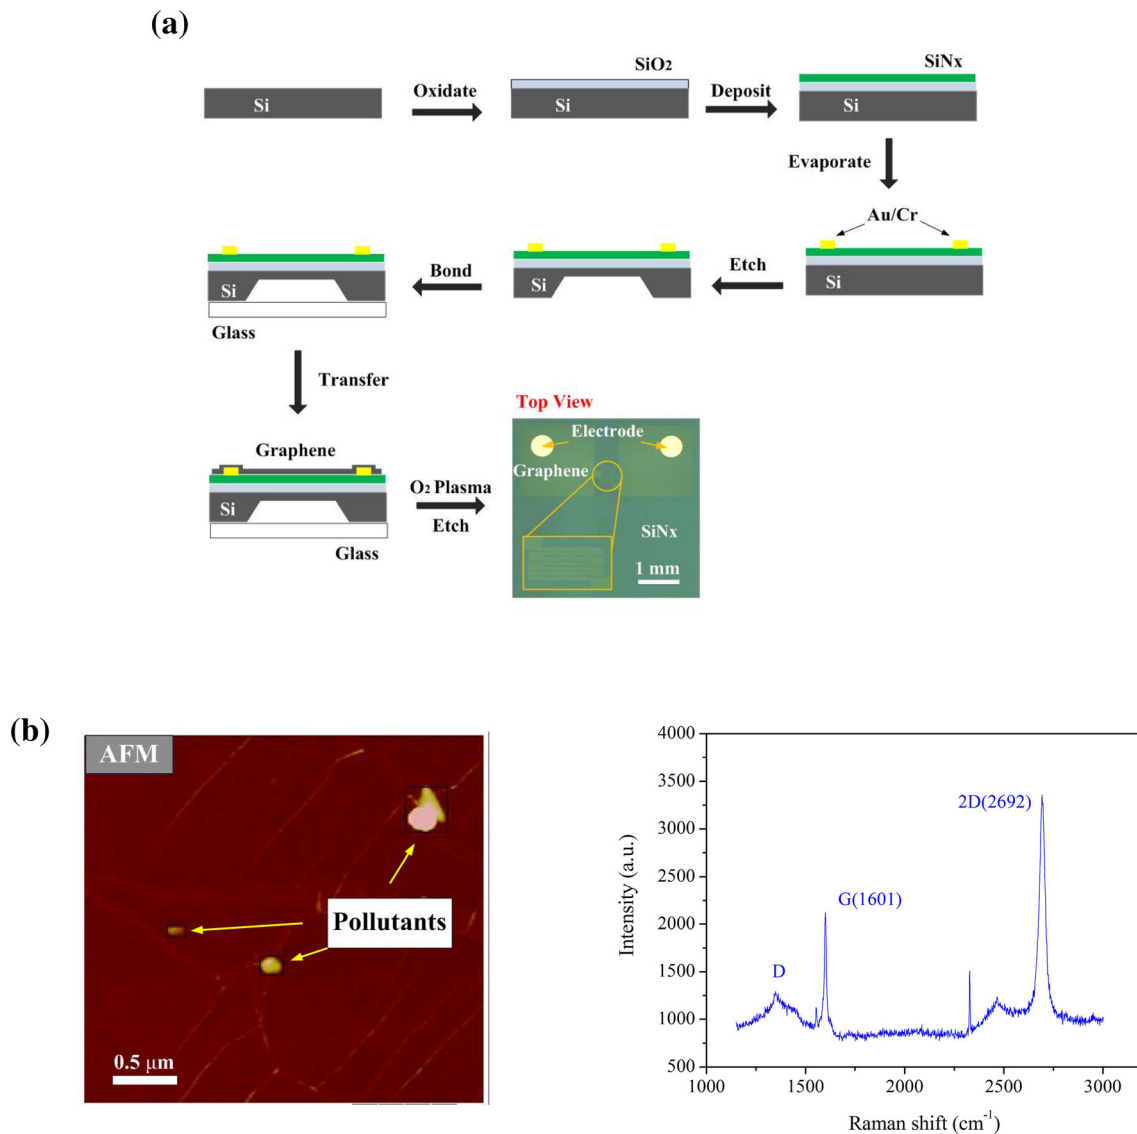 (a)
SiO2
SiNx
Si
Oxidate
Si
Deposit
Si
Evaporate
Au/Cr
Si
Etch
Bond
Si
Glass
Transfer
Graphene
Si
Glass
O2 Plasma
Etch
Top View
Electrode
Graphene
SiNx
1 mm
(b)
AFM
Pollutants
0.5 µm
4000
3500
3000
2500
2000
1500
1000
500
Intensity (a.u.)
2D(2692)
G(1601)
D
1000 1500 2000 2500 3000
Raman shift (cm⁻¹)